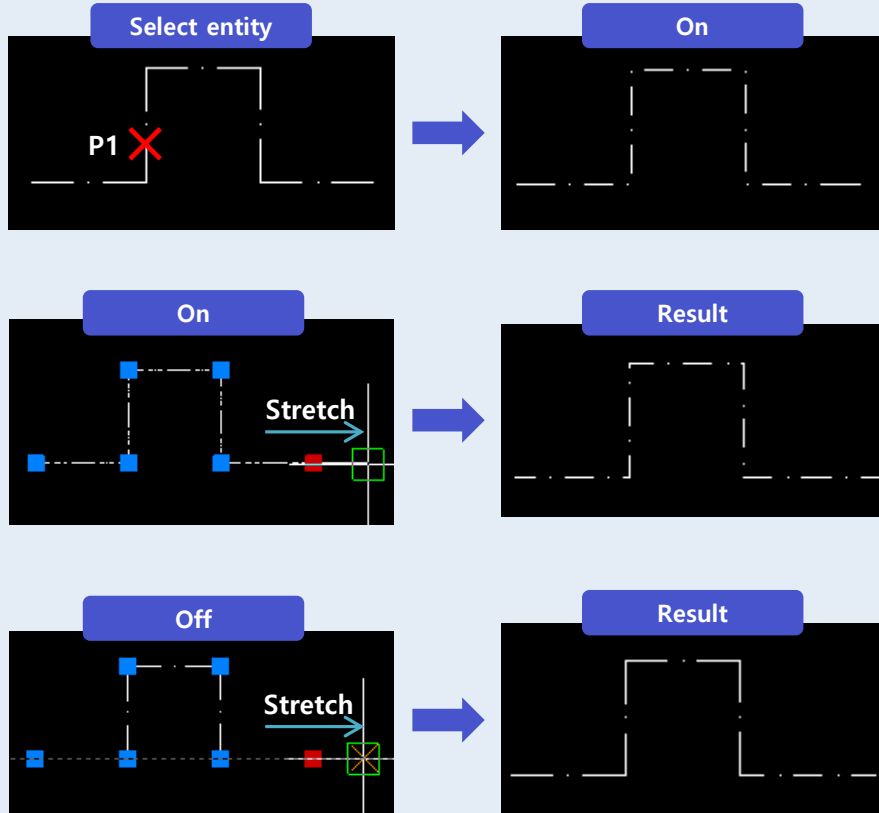 Select entity
On
P1
On
Result
Stretch
Off
Result
Stretch